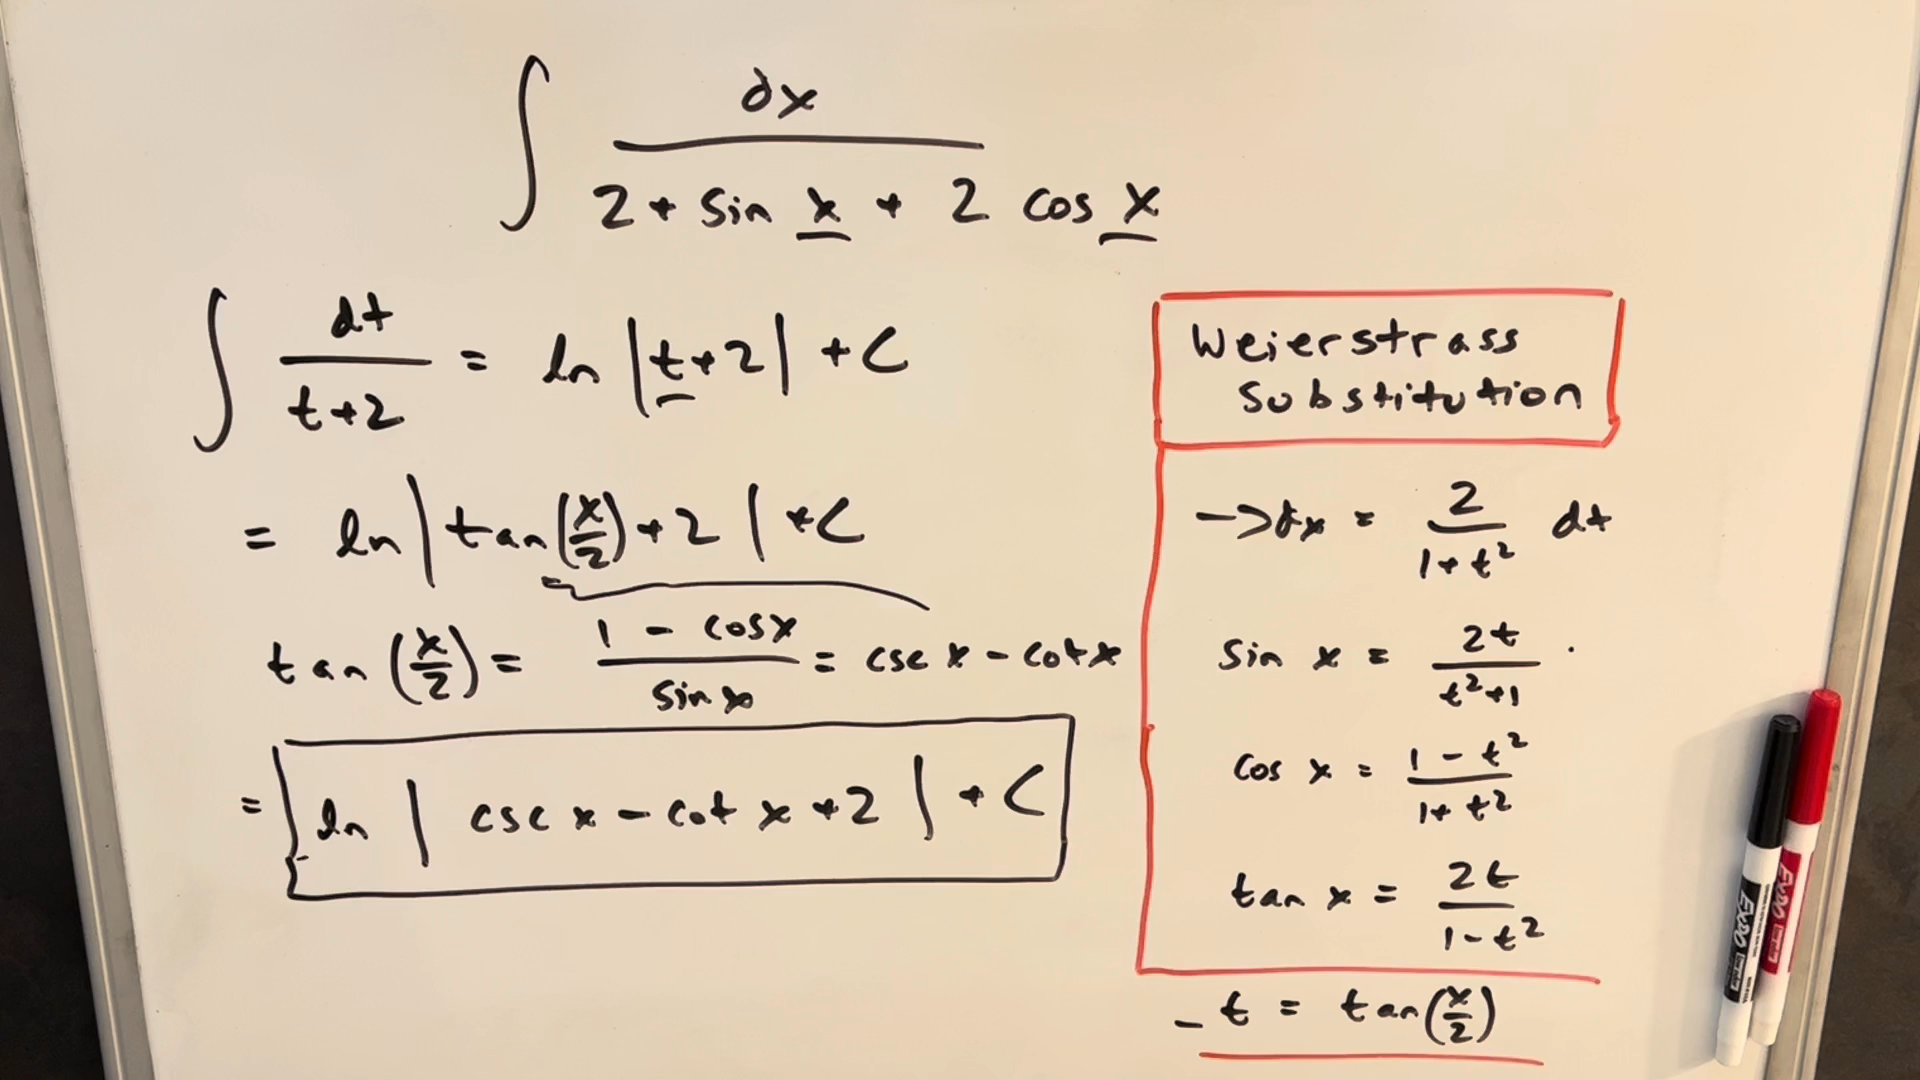 ∫ dx / (2 + sin x + 2 cos x)
∫ dt / (t+2) = ln |t+2| + C
= ln | tan(x/2) + 2 | + C
tan (x/2) = (1 - cosx) / sin x = csc x - cot x
= ln | csc x - cot x + 2 | + C
Weierstrass
Substitution
-> dx = 2 / (1+t²) dt
sin x = 2t / (t²+1) .
cos x = (1 - t²) / (1+t²)
tan x = 2t / (1-t²)
- t = tan(x/2)
EXPO
EXPO